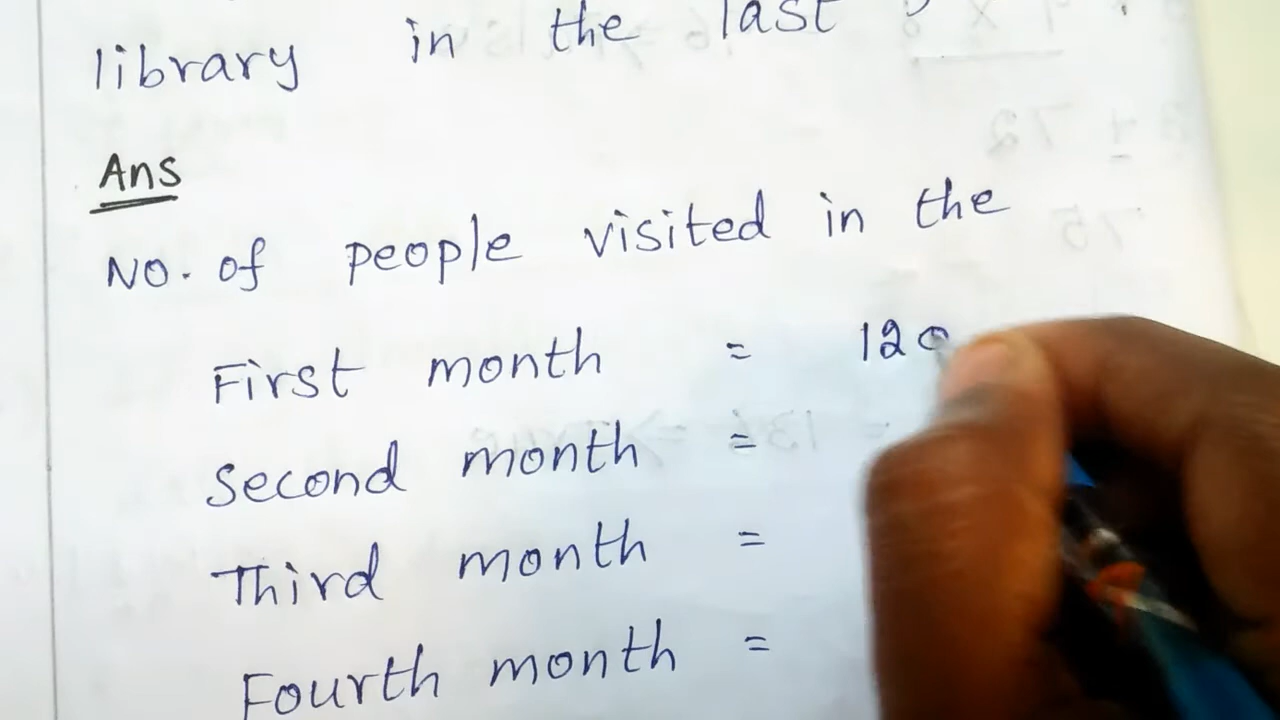 library in the last
Ans
No. of people visited in the
First month = 120
Second month =
Third month =
Fourth month =